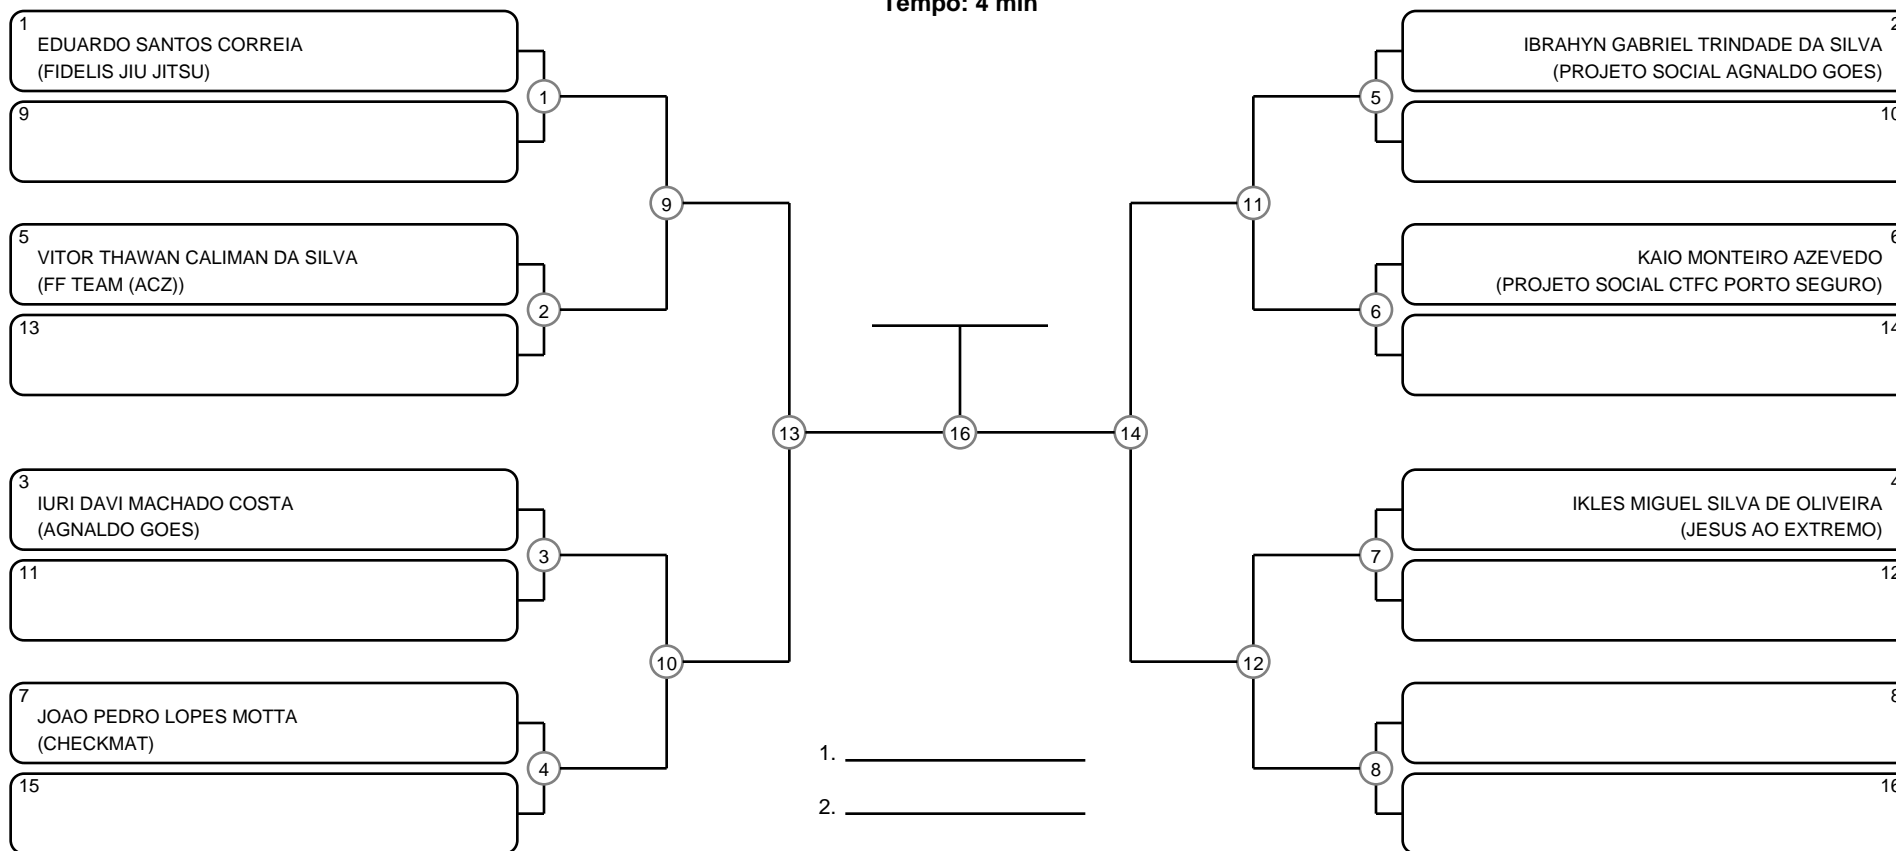 Tempo: 4 min
1
EDUARDO SANTOS CORREIA
(FIDELIS JIU JITSU)
9
1
5
VITOR THAWAN CALIMAN DA SILVA
(FF TEAM (ACZ))
13
2
9
3
IURI DAVI MACHADO COSTA
(AGNALDO GOES)
11
3
7
JOAO PEDRO LOPES MOTTA
(CHECKMAT)
15
4
10
13
16
14
1.
2.
2
IBRAHYN GABRIEL TRINDADE DA SILVA
(PROJETO SOCIAL AGNALDO GOES)
10
5
6
KAIO MONTEIRO AZEVEDO
(PROJETO SOCIAL CTFC PORTO SEGURO)
14
6
11
4
IKLES MIGUEL SILVA DE OLIVEIRA
(JESUS AO EXTREMO)
12
7
8
16
8
12